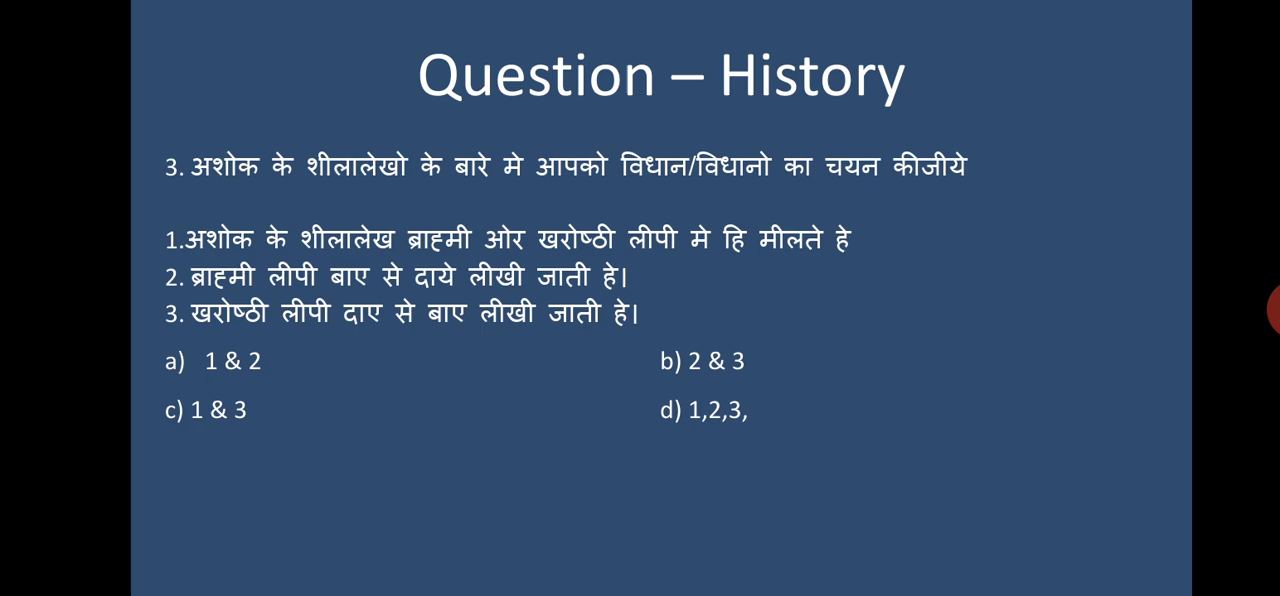 Question – History
3. अशोक के शीलालेखो के बारे मे आपको विधान/विधानो का चयन कीजीये
1.अशोक के शीलालेख ब्राह्मी ओर खरोष्ठी लीपी मे हि मीलते हे
2. ब्राह्मी लीपी बाए से दाये लीखी जाती हे।
3. खरोष्ठी लीपी दाए से बाए लीखी जाती हे।
a) 1 & 2 b) 2 & 3
c) 1 & 3 d) 1,2,3,